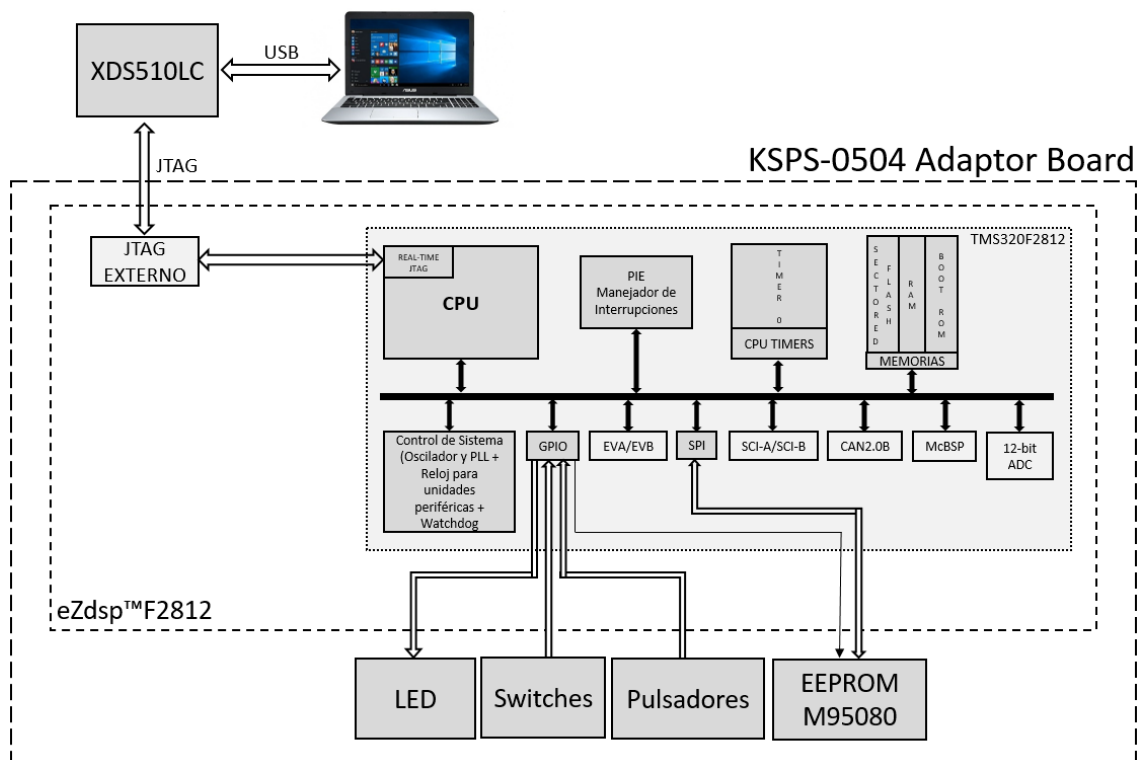 XDS510LC
USB
JTAG
KSPS-0504 Adaptor Board
JTAG
EXTERNO
REAL-TIME
JTAG
CPU
PIE
Manejador de
Interrupciones
TIMER 0
CPU TIMERS
TMS320F2812
SECTORED
FLASH
RAM
BOOT ROM
MEMORIAS
Control de Sistema
(Oscilador y PLL +
Reloj para
unidades
periféricas +
Watchdog
GPIO
EVA/EVB
SPI
SCI-A/SCI-B
CAN2.0B
McBSP
12-bit
ADC
eZdsp™F2812
LED
Switches
Pulsadores
EEPROM
M95080